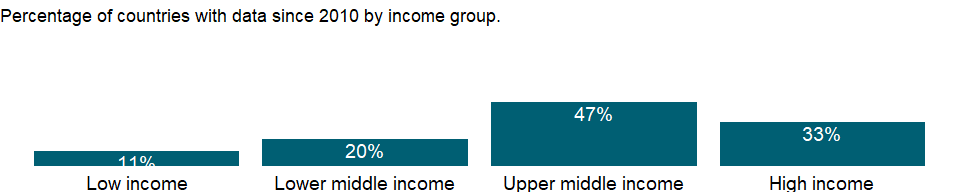 Percentage of countries with data since 2010 by income group.
11%
20%
47%
33%
Low income
Lower middle income
Upper middle income
High income